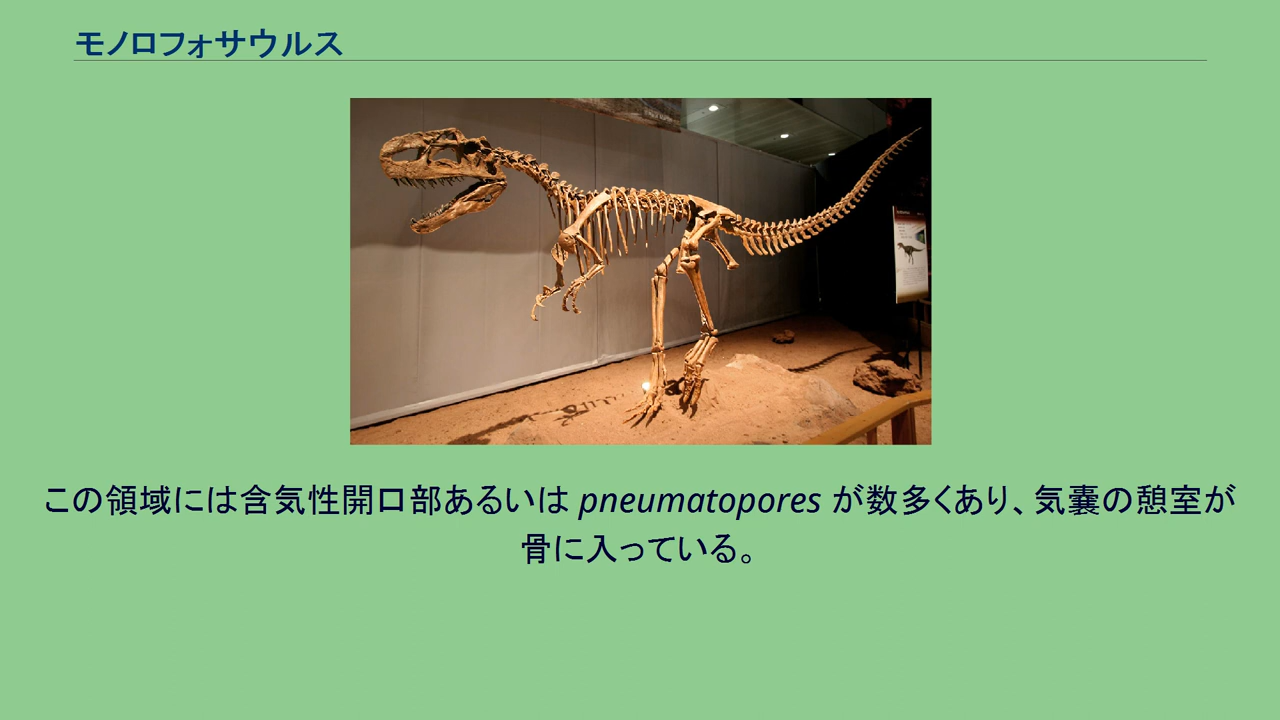 モノロフォサウルス
この領域には含気性開口部あるいは pneumatopores が数多くあり、気嚢の憩室が
骨に入っている。